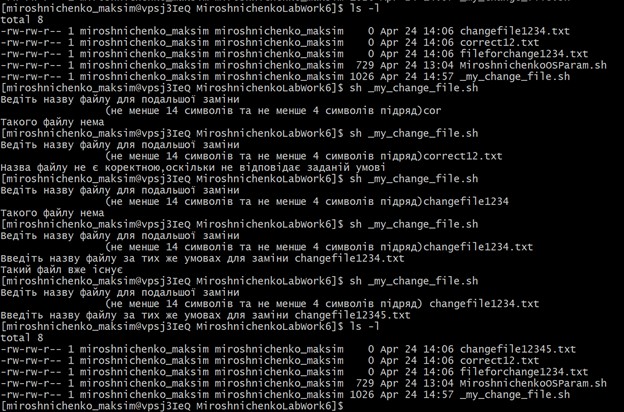 [miroshnichenko_maksim@vpsj3IeQ MiroshnichenkoLabWork6]$ ls -l
total 8
-rw-rw-r-- 1 miroshnichenko_maksim miroshnichenko_maksim    0 Apr 24 14:06 changefile1234.txt
-rw-rw-r-- 1 miroshnichenko_maksim miroshnichenko_maksim    0 Apr 24 14:06 correct12.txt
-rw-rw-r-- 1 miroshnichenko_maksim miroshnichenko_maksim    0 Apr 24 14:06 fileforchange1234.txt
-rw-rw-r-- 1 miroshnichenko_maksim miroshnichenko_maksim  729 Apr 24 13:04 MiroshnichenkoOSParam.sh
-rw-rw-r-- 1 miroshnichenko_maksim miroshnichenko_maksim 1026 Apr 24 14:57 _my_change_file.sh
[miroshnichenko_maksim@vpsj3IeQ MiroshnichenkoLabWork6]$ sh _my_change_file.sh
Ведіть назву файлу для подальшої заміни
(не менше 14 символів та не менше 4 символів підряд)cor
Такого файлу нема
[miroshnichenko_maksim@vpsj3IeQ MiroshnichenkoLabWork6]$ sh _my_change_file.sh
Ведіть назву файлу для подальшої заміни
(не менше 14 символів та не менше 4 символів підряд)correct12.txt
Назва файлу не є коректною,оскільки не відповідає заданій умові
[miroshnichenko_maksim@vpsj3IeQ MiroshnichenkoLabWork6]$ sh _my_change_file.sh
Ведіть назву файлу для подальшої заміни
(не менше 14 символів та не менше 4 символів підряд)changefile1234
Такого файлу нема
[miroshnichenko_maksim@vpsj3IeQ MiroshnichenkoLabWork6]$ sh _my_change_file.sh
Ведіть назву файлу для подальшої заміни
(не менше 14 символів та не менше 4 символів підряд)changefile1234.txt
Введіть назву файлу за тих же умовах для заміни changefile1234.txt
Такий файл вже існує
[miroshnichenko_maksim@vpsj3IeQ MiroshnichenkoLabWork6]$ sh _my_change_file.sh
Ведіть назву файлу для подальшої заміни
(не менше 14 символів та не менше 4 символів підряд) changefile1234.txt
Введіть назву файлу за тих же умовах для заміни changefile12345.txt
[miroshnichenko_maksim@vpsj3IeQ MiroshnichenkoLabWork6]$ ls -l
total 8
-rw-rw-r-- 1 miroshnichenko_maksim miroshnichenko_maksim    0 Apr 24 14:06 changefile12345.txt
-rw-rw-r-- 1 miroshnichenko_maksim miroshnichenko_maksim    0 Apr 24 14:06 correct12.txt
-rw-rw-r-- 1 miroshnichenko_maksim miroshnichenko_maksim    0 Apr 24 14:06 fileforchange1234.txt
-rw-rw-r-- 1 miroshnichenko_maksim miroshnichenko_maksim  729 Apr 24 13:04 MiroshnichenkoOSParam.sh
-rw-rw-r-- 1 miroshnichenko_maksim miroshnichenko_maksim 1026 Apr 24 14:57 _my_change_file.sh
[miroshnichenko_maksim@vpsj3IeQ MiroshnichenkoLabWork6]$